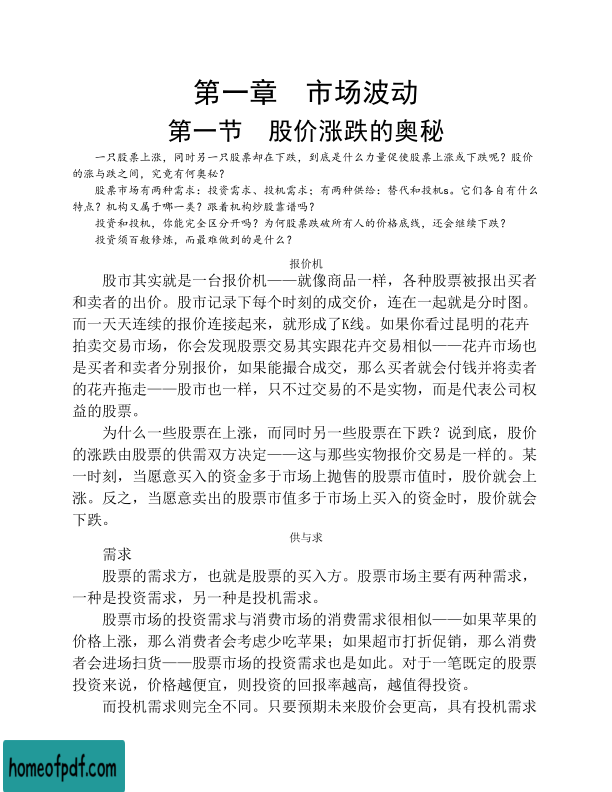 第一章 市场波动
第一节 股价涨跌的奥秘
一只股票上涨，同时另一只股票却在下跌，到底是什么力量促使股票上涨或下跌呢？股价
的涨与跌之间，究竟有何奥秘？
股票市场有两种需求：投资需求、投机需求；有两种供给：替代和投机s。它们各自有什么
特点？机构又属于哪一类？跟着机构炒股靠谱吗？
投资和投机，你能完全区分开吗？为何股票跌破所有人的价格底线，还会继续下跌？
投资须百般修炼，而最难做到的是什么？
报价机
股市其实就是一台报价机——就像商品一样，各种股票被报出买者
和卖者的出价。股市记录下每个时刻的成交价，连在一起就是分时图。
而一天天连续的报价连接起来，就形成了K线。如果你看过昆明的花卉
拍卖交易市场，你会发现股票交易其实跟花卉交易相似——花卉市场也
是买者和卖者分别报价，如果能撮合成交，那么买者就会付钱并将卖者
的花卉拖走——股市也一样，只不过交易的不是实物，而是代表公司权
益的股票。
为什么一些股票在上涨，而同时另一些股票在下跌？说到底，股价
的涨跌由股票的供需双方决定——这与那些实物报价交易是一样的。某
一时刻，当愿意买入的资金多于市场上抛售的股票市值时，股价就会上
涨。反之，当愿意卖出的股票市值多于市场上买入的资金时，股价就会
下跌。
供与求
需求
股票的需求方，也就是股票的买入方。股票市场主要有两种需求，
一种是投资需求，另一种是投机需求。
股票市场的投资需求与消费市场的消费需求很相似——如果苹果的
价格上涨，那么消费者会考虑少吃苹果；如果超市打折促销，那么消费
者会进场扫货——股票市场的投资需求也是如此。对于一笔既定的股票
投资来说，价格越便宜，则投资的回报率越高，越值得投资。
而投机需求则完全不同。只要预期未来股价会更高，具有投机需求
homeofpdf.com